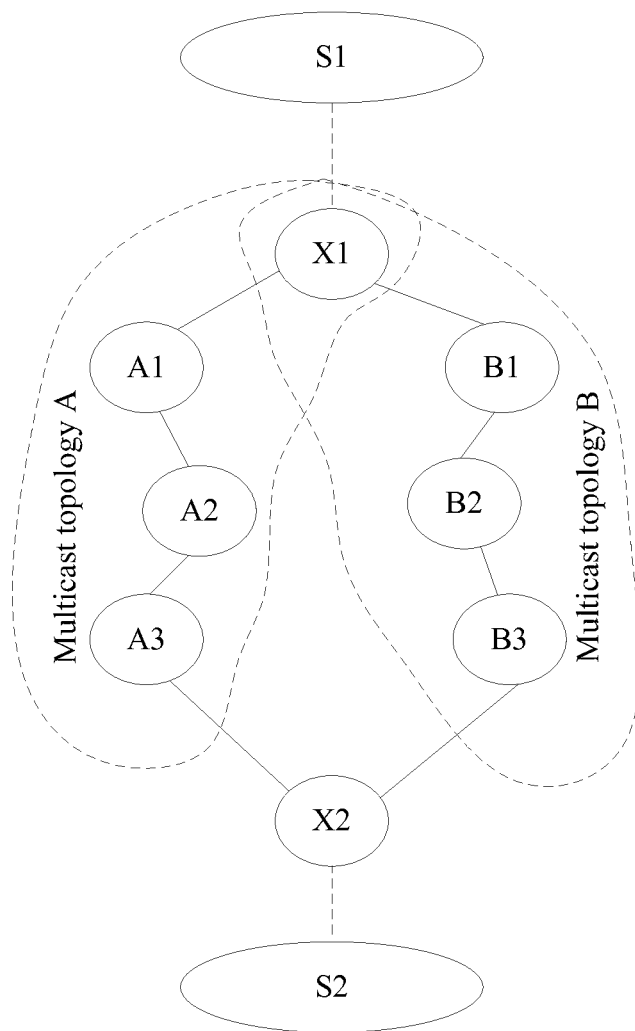 S1
X1
A1
B1
Multicast topology A
Multicast topology B
A2
B2
A3
B3
X2
S2